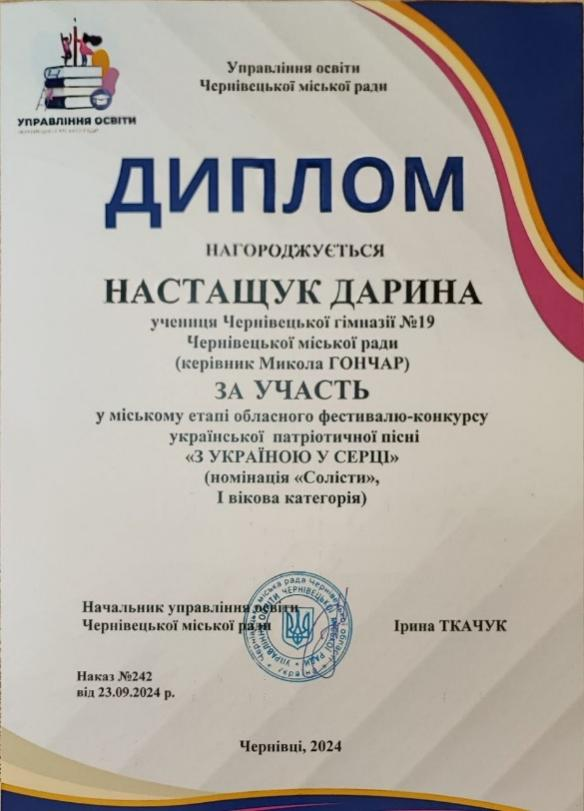 УПРАВЛІННЯ ОСВІТИ
Управління освіти
Чернівецької міської ради
ДИПЛОМ
НАГОРОДЖУЄТЬСЯ
НАСТАЩУК ДАРИНА
учениця Чернівецької гімназії №19
Чернівецької міської ради
(керівник Микола ГОНЧАР)
ЗА УЧАСТЬ
у міському етапі обласного фестивалю-конкурсу
української патріотичної пісні
«З УКРАЇНОЮ У СЕРЦІ»
(номінація «Солісти»,
І вікова категорія)
Начальник управління освіти
Чернівецької міської ради Ірина ТКАЧУК
Наказ №242
від 23.09.2024 р.
Чернівці, 2024